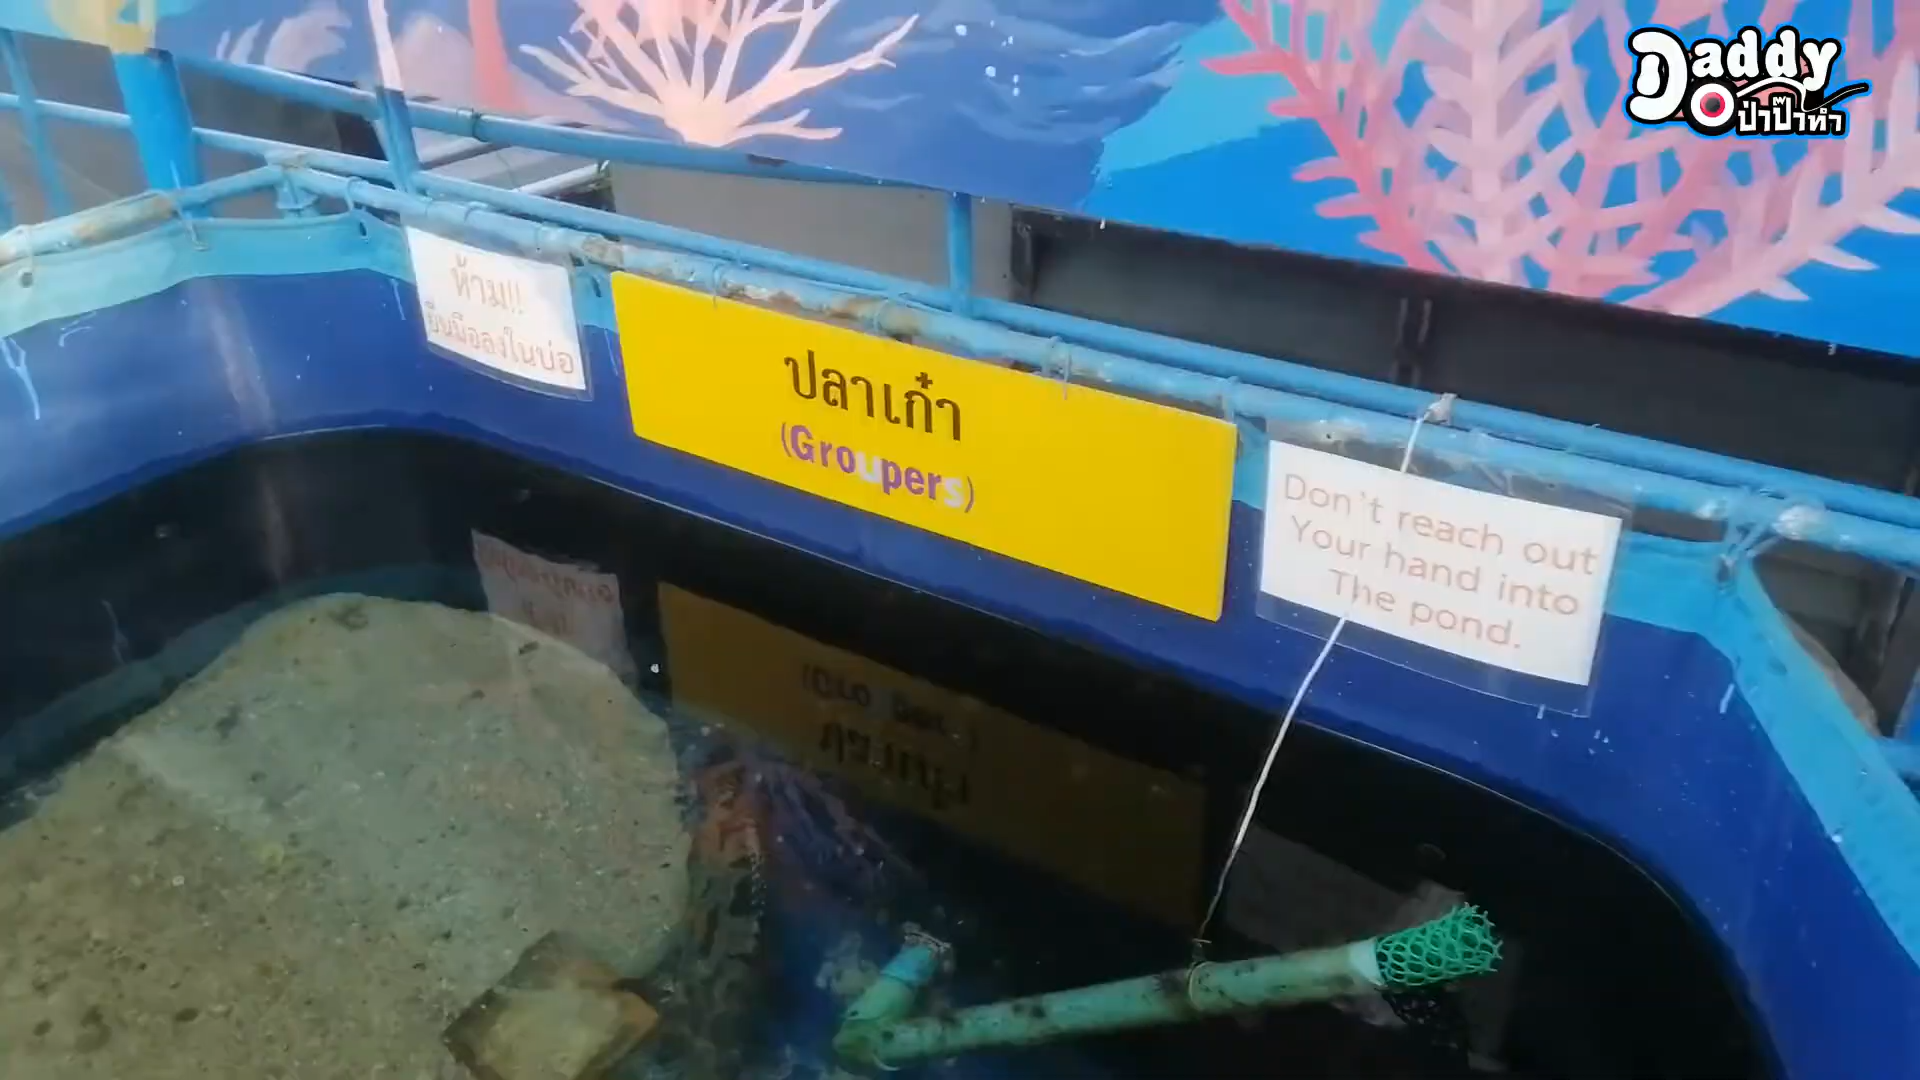 Daddy
ป๋าป๊าทำ
ห้าม!!
ยื่นมือลงในบ่อ
ปลาเก๋า
(Groupers)
Don't reach out
Your hand into
The pond.